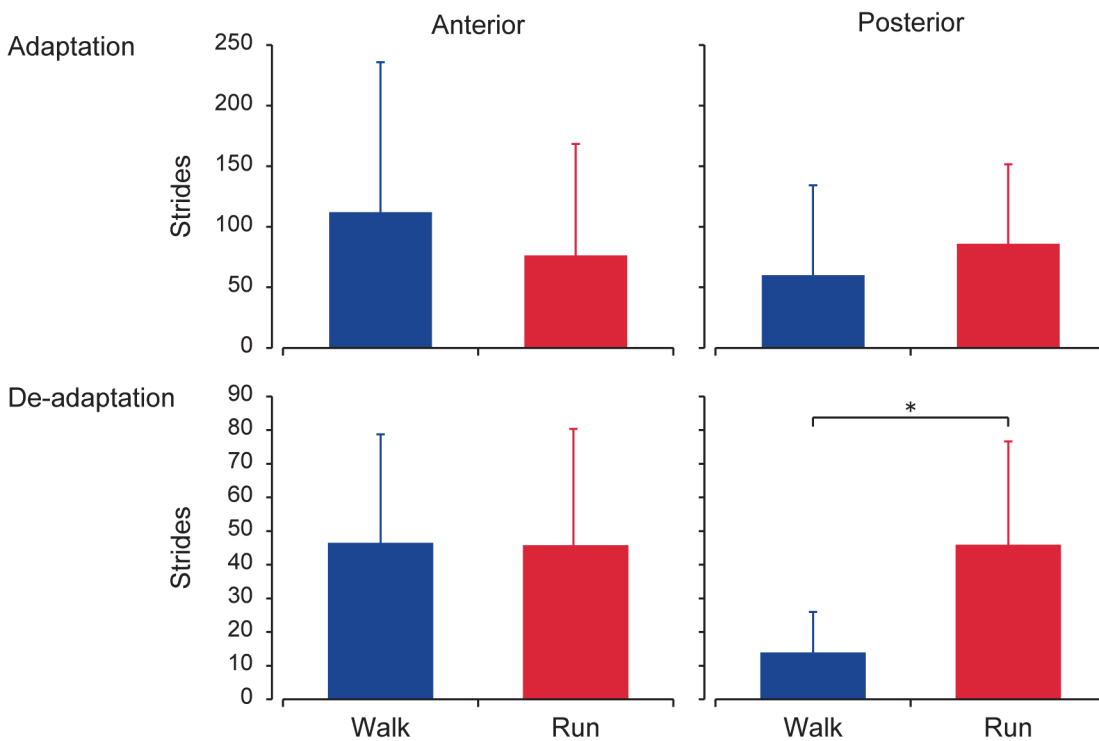 Anterior
Posterior
Adaptation
250
200
150
100
50
0
Strides
De-adaptation
90
80
70
60
50
40
30
20
10
0
Strides
*
Walk
Run
Walk
Run